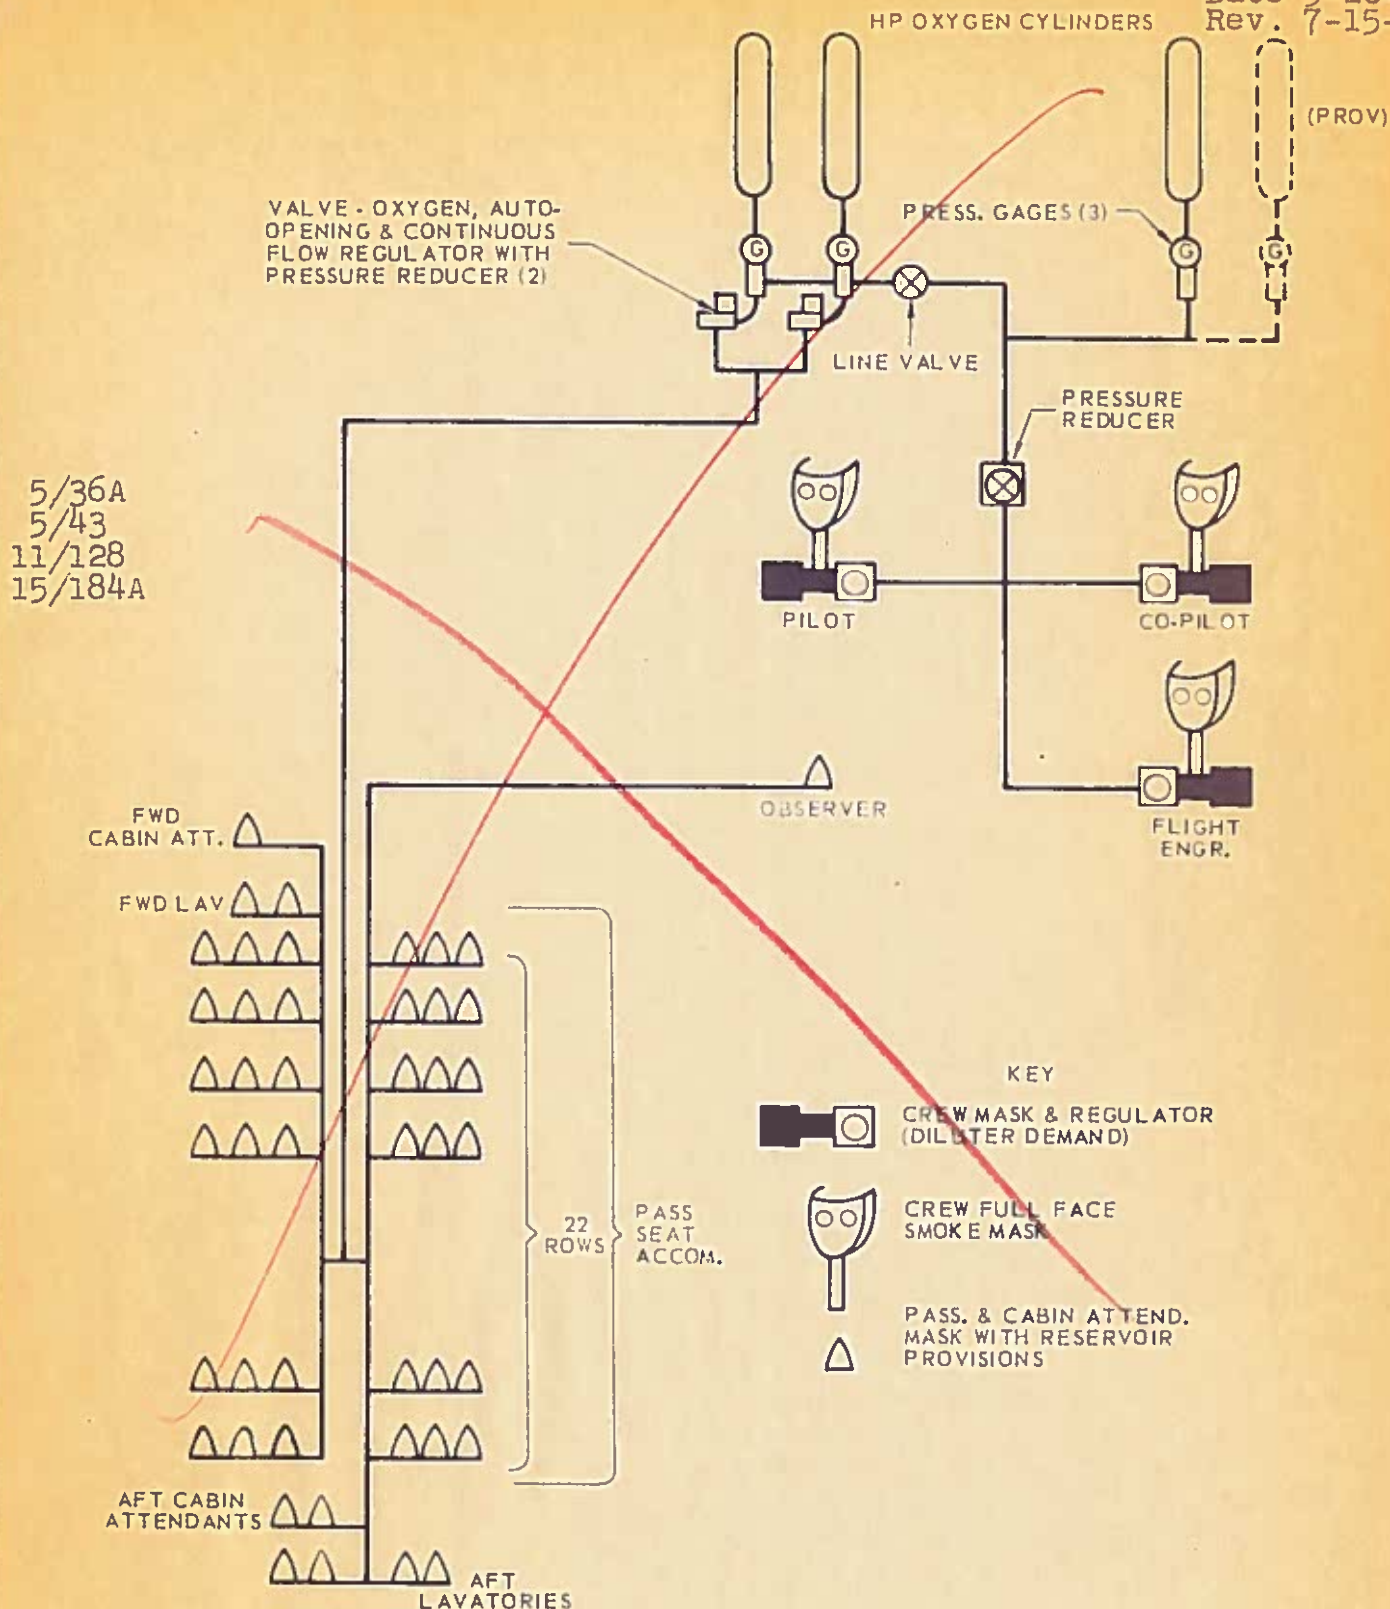 HP OXYGEN CYLINDERS
Rev. 7-15-
(PROV)
VALVE - OXYGEN, AUTO-
OPENING & CONTINUOUS
FLOW REGULATOR WITH
PRESSURE REDUCER (2)
PRESS. GAGES (3)
G
G
G
G
LINE VALVE
PRESSURE
REDUCER
5/36A
5/43
11/128
15/184A
PILOT
CO-PILOT
OBSERVER
FLIGHT
ENGR.
FWD
CABIN ATT.
FWD LAV
22
ROWS
PASS
SEAT
ACCOM.
KEY
CREW MASK & REGULATOR
(DILUTER DEMAND)
CREW FULL FACE
SMOKE MASK
PASS. & CABIN ATTEND.
MASK WITH RESERVOIR
PROVISIONS
AFT CABIN
ATTENDANTS
AFT
LAVATORIES